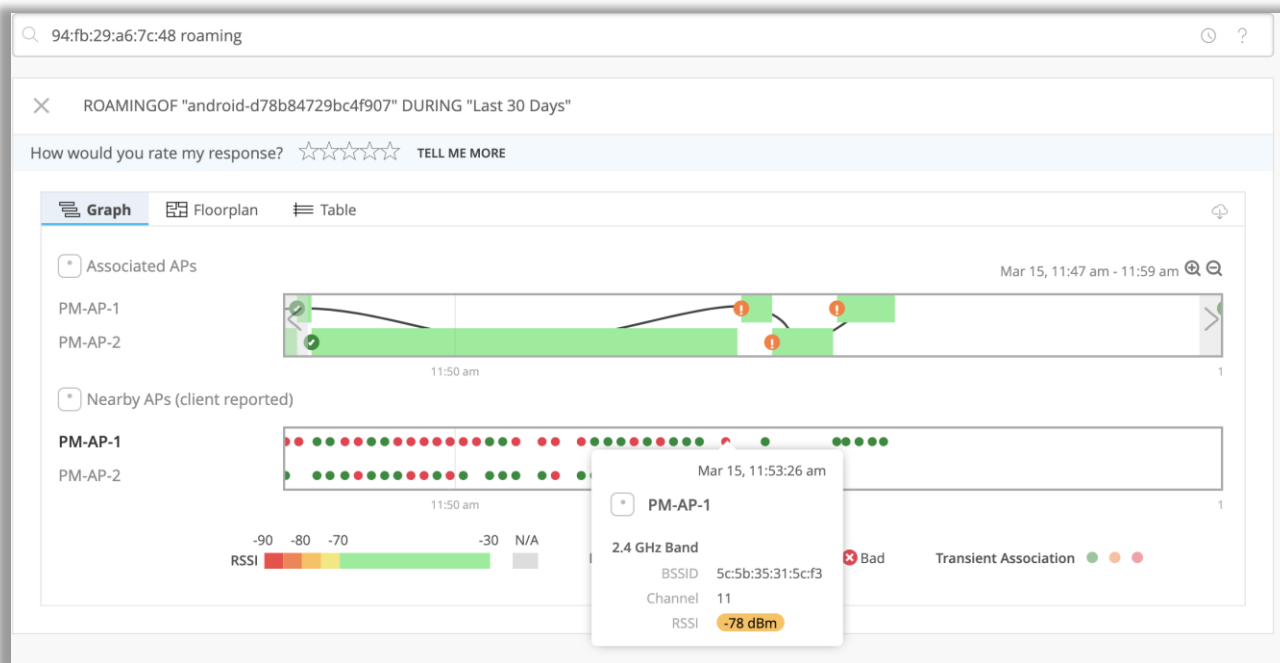 94:fb:29:a6:7c:48 roaming
ROAMINGOF "android-d78b84729bc4f907" DURING "Last 30 Days"
How would you rate my response? TELL ME MORE
Graph Floorplan Table
Associated APs Mar 15, 11:47 am - 11:59 am
PM-AP-1
PM-AP-2
11:50 am 1
Nearby APs (client reported)
PM-AP-1
PM-AP-2
11:50 am 1
Mar 15, 11:53:26 am
PM-AP-1
2.4 GHz Band
BSSID 5c:5b:35:31:5c:f3
Channel 11
RSSI -78 dBm
-90 -80 -70 -30 N/A
RSSI
Bad Transient Association